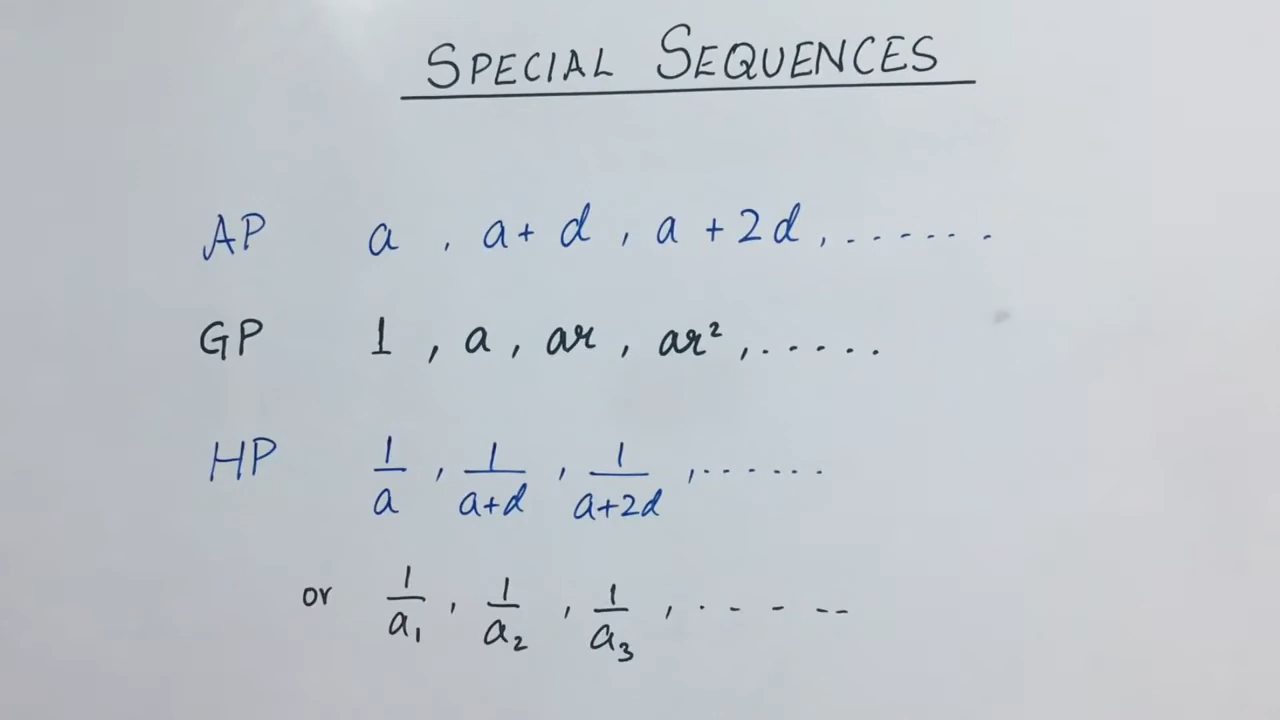 SPECIAL SEQUENCES
AP a , a + d , a + 2d , . . . . . .
GP 1 , a , ar , ar² , . . . . .
HP 1/a , 1/(a+d) , 1/(a+2d) , . . . . . .
or 1/a₁ , 1/a₂ , 1/a₃ , . - - --